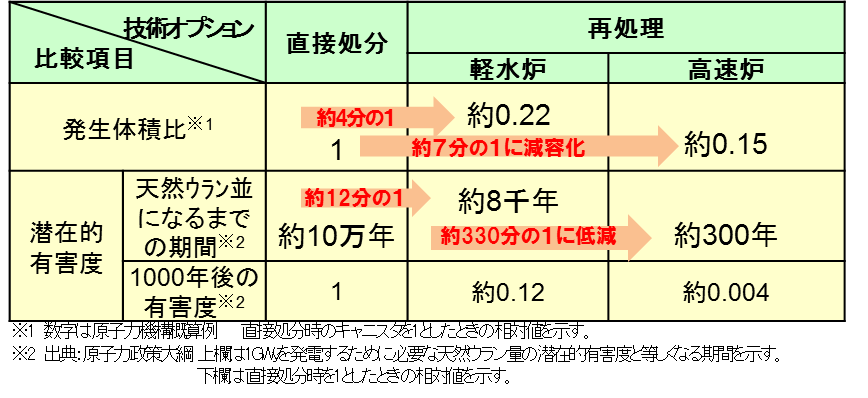 技術オプション
比較項目
直接処分
再処理
軽水炉
高速炉
発生体積比※1
約4分の1
約0.22
1
約7分の1に減容化
約0.15
潜在的
有害度
天然ウラン並
になるまで
の期間※2
約12分の1
約8千年
約10万年
約330分の1に低減
約300年
1000年後の
有害度※2
1
約0.12
約0.004
※1 数字は原子力機構概算例 直接処分時のキャニスタを1としたときの相対値を示す。
※2 出典:原子力政策大綱 上欄は1GWを発電するために必要な天然ウラン量の潜在的有害度と等しくなる期間を示す。
下欄は直接処分時を1としたときの相対値を示す。